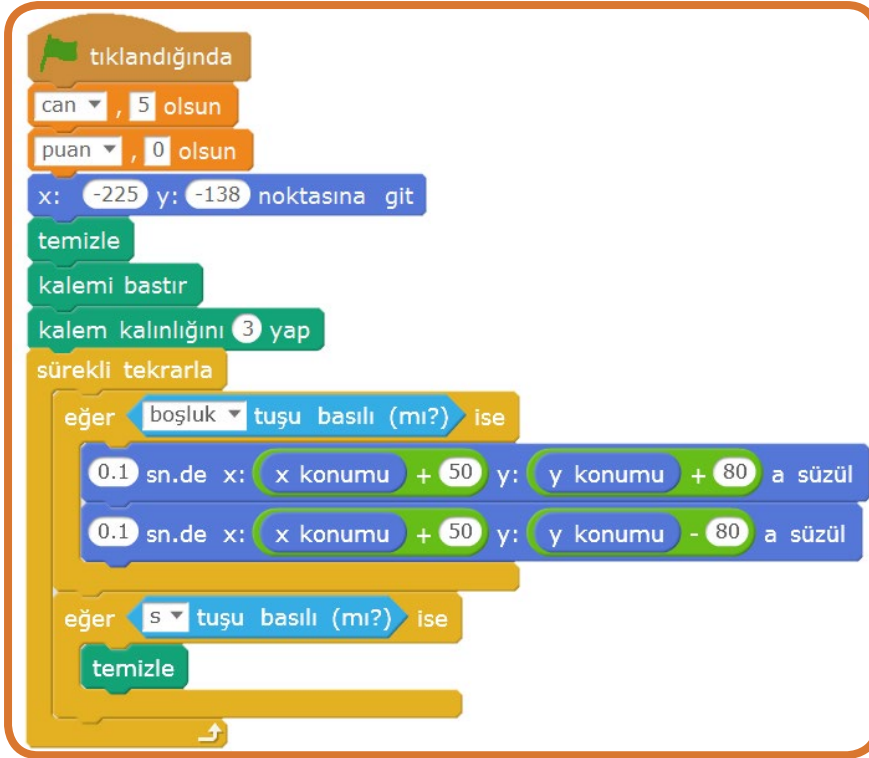 tıklandığında
can , 5 olsun
puan , 0 olsun
x: -225 y: -138 noktasına git
temizle
kalemi bastır
kalem kalınlığını 3 yap
sürekli tekrarla
eğer boşluk tuşu basılı (mı?) ise
0.1 sn.de x: x konumu + 50 y: y konumu + 80 a süzül
0.1 sn.de x: x konumu + 50 y: y konumu - 80 a süzül
eğer s tuşu basılı (mı?) ise
temizle